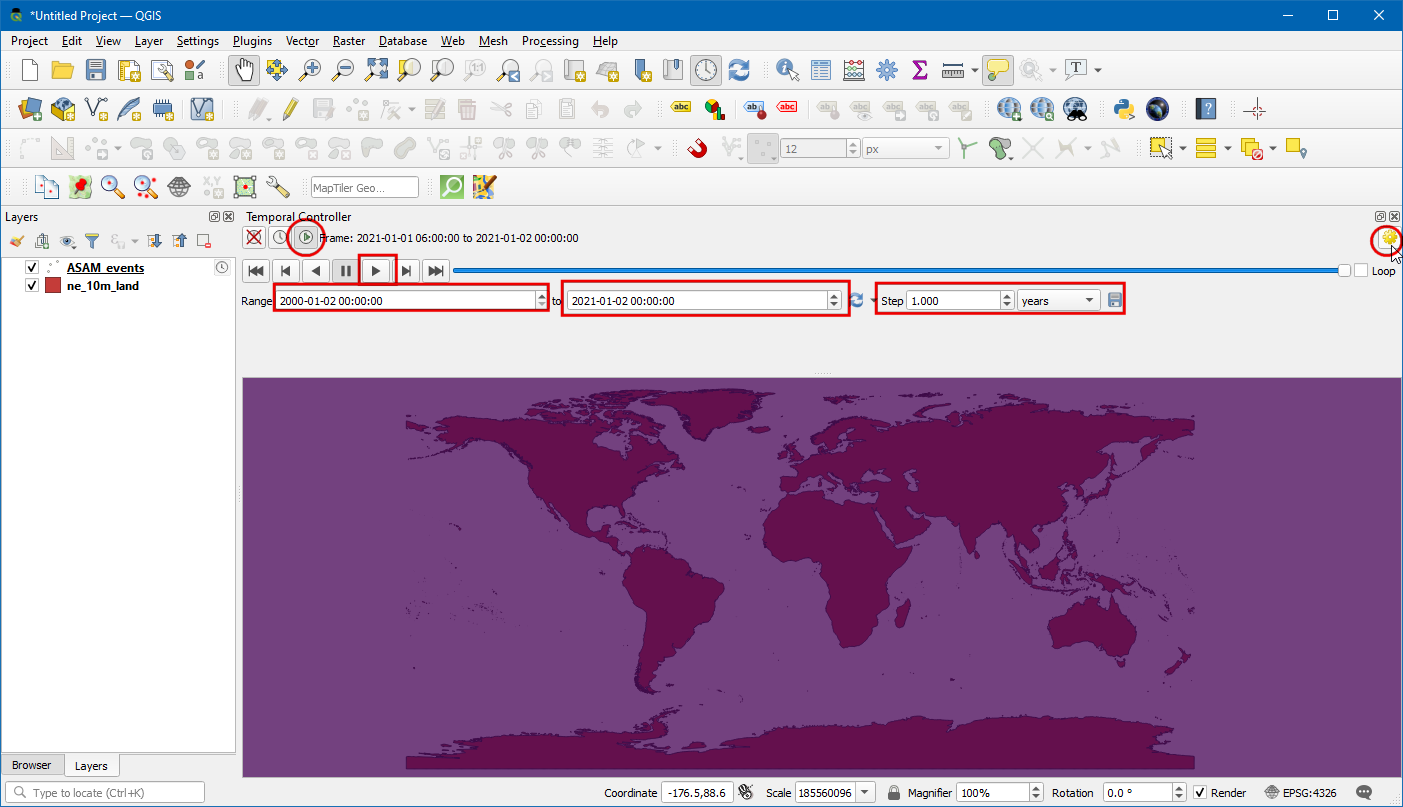 *Untitled Project — QGIS
Project Edit View Layer Settings Plugins Vector Raster Database Web Mesh Processing Help
abc abc abc
12 px
X,Y MapTiler Geo...
Layers
Temporal Controller
Frame: 2021-01-01 06:00:00 to 2021-01-02 00:00:00
ASAM_events
ne_10m_land
Loop
Range 2000-01-02 00:00:00 to 2021-01-02 00:00:00 Step 1.000 years
Browser Layers
Type to locate (Ctrl+K) Coordinate -176.5,88.6 Scale 185560096 Magnifier 100% Rotation 0.0 ° Render EPSG:4326